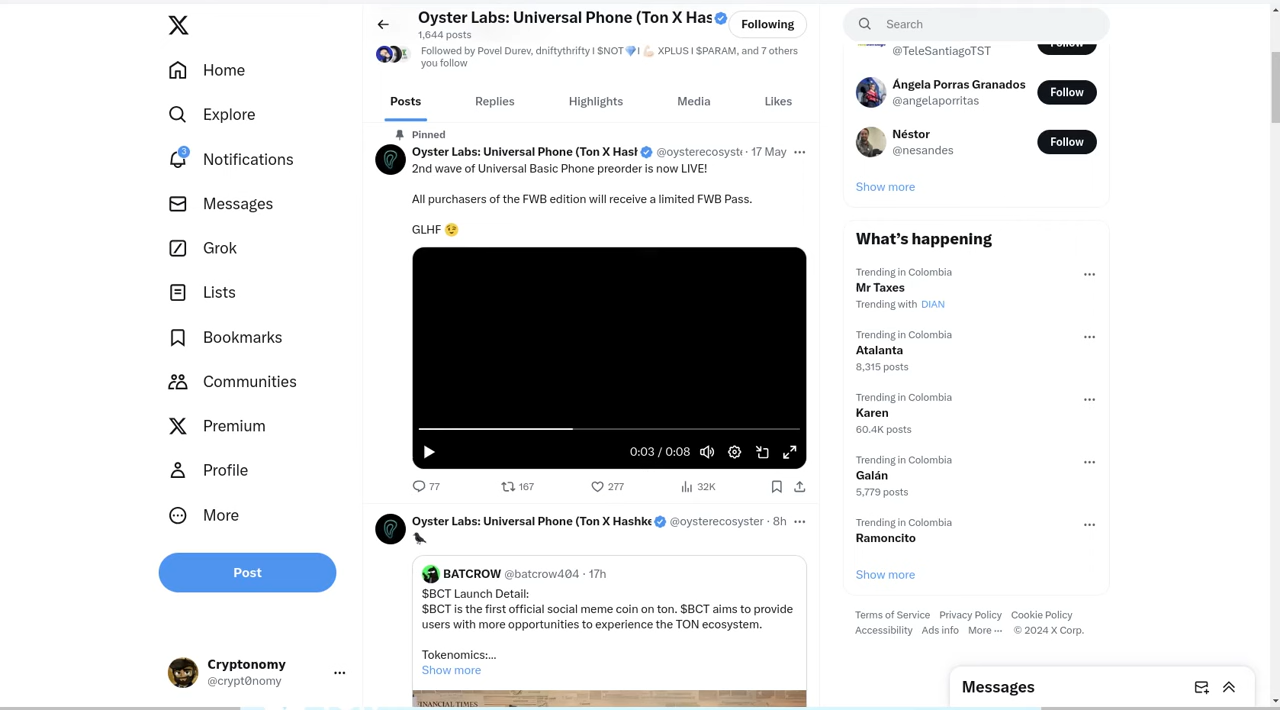 Home
Explore
3
Notifications
Messages
Grok
Lists
Bookmarks
Communities
Premium
Profile
More
Post
Cryptonomy
@crypt0nomy
Oyster Labs: Universal Phone (Ton X Has
1,644 posts
Following
Followed by Povel Durev, dniftythrifty I $NOT💎I 💪🏻 XPLUS I $PARAM, and 7 others
you follow
Posts Replies Highlights Media Likes
Pinned
Oyster Labs: Universal Phone (Ton X Hash @oysterecosyste · 17 May
2nd wave of Universal Basic Phone preorder is now LIVE!
All purchasers of the FWB edition will receive a limited FWB Pass.
GLHF 😉
0:03 / 0:08
77 167 277 32K
Oyster Labs: Universal Phone (Ton X Hashke @oysterecosyster · 8h
🐦‍⬛
BATCROW @batcrow404 · 17h
$BCT Launch Detail:
$BCT is the first official social meme coin on ton. $BCT aims to provide
users with more opportunities to experience the TON ecosystem.
Tokenomics:...
Show more
FINANCIAL TIMES
Search
@TeleSantiagoTST
Follow
Ángela Porras Granados
@angelaporritas
Follow
Néstor
@nesandes
Follow
Show more
What's happening
Trending in Colombia
Mr Taxes
Trending with DIAN
Trending in Colombia
Atalanta
8,315 posts
Trending in Colombia
Karen
60.4K posts
Trending in Colombia
Galán
5,779 posts
Trending in Colombia
Ramoncito
Show more
Terms of Service Privacy Policy Cookie Policy
Accessibility Ads info More ··· © 2024 X Corp.
Messages